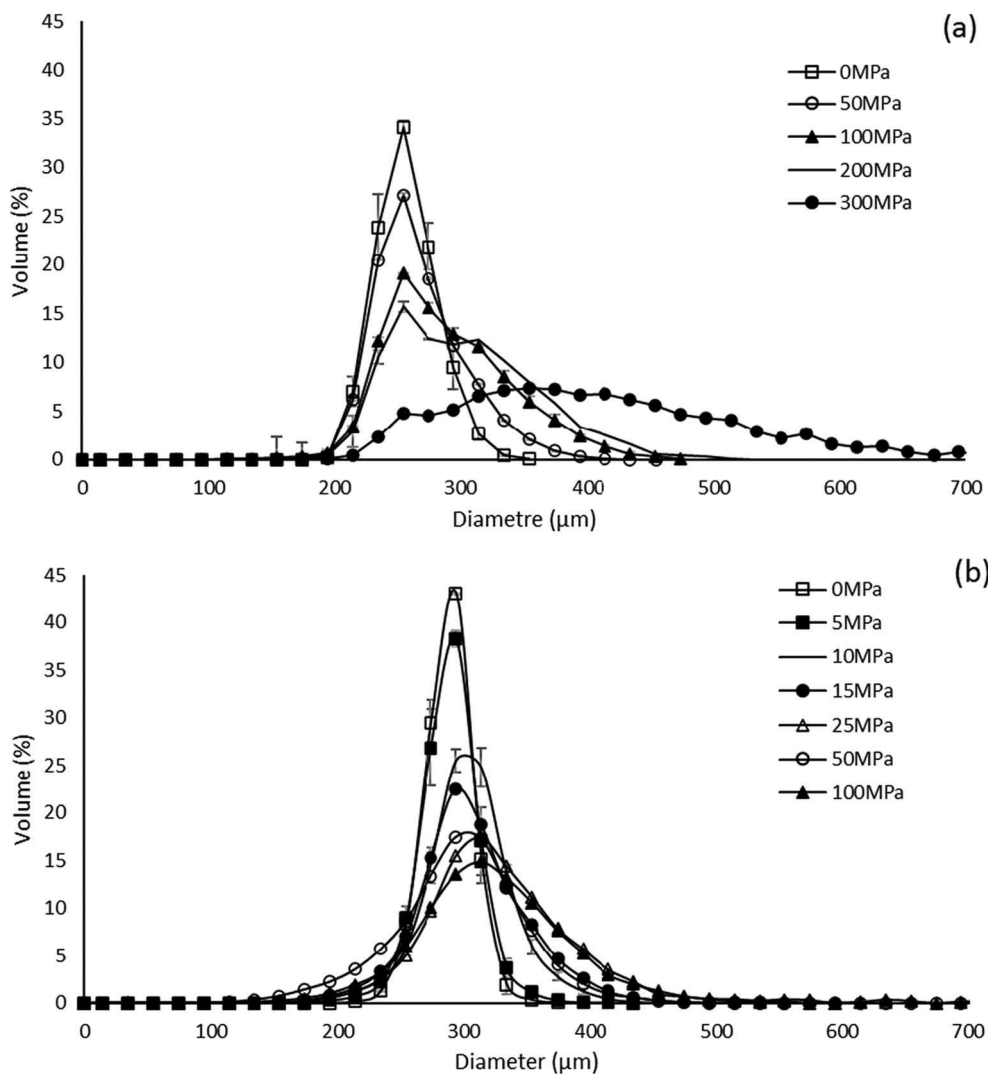 (a)
45
40
35
30
25
20
15
10
5
0
Volume (%)
0MPa
50MPa
100MPa
200MPa
300MPa
0 100 200 300 400 500 600 700
Diametre (µm)
(b)
45
40
35
30
25
20
15
10
5
0
Volume (%)
0MPa
5MPa
10MPa
15MPa
25MPa
50MPa
100MPa
0 100 200 300 400 500 600 700
Diameter (µm)